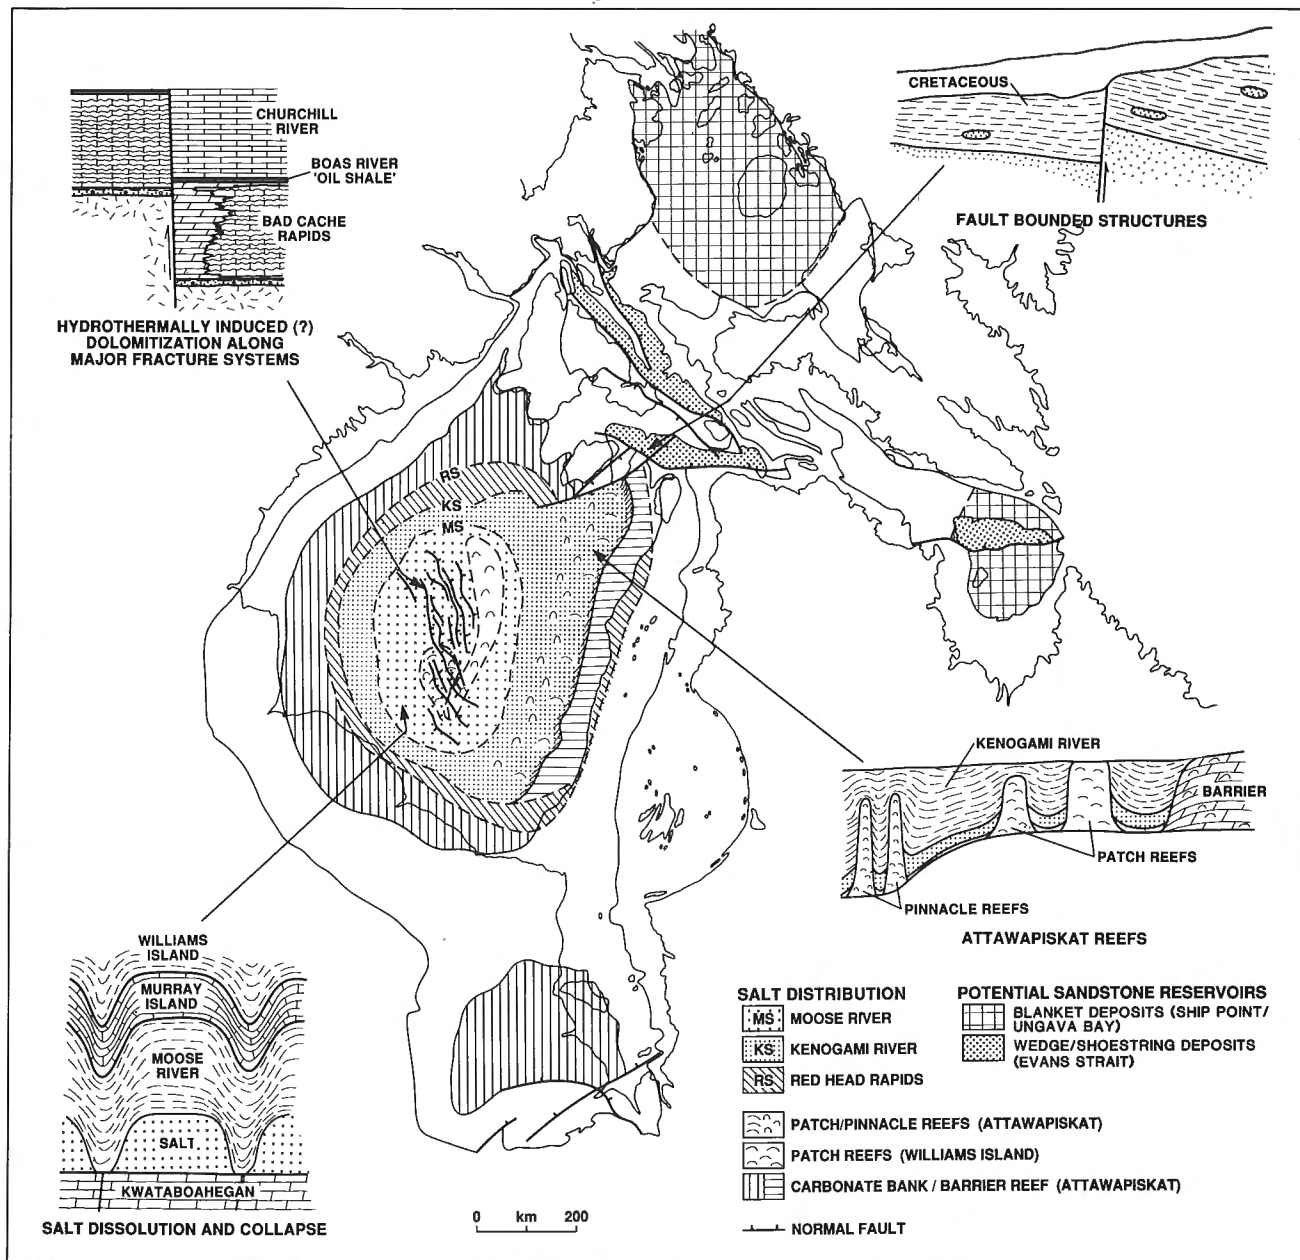 CHURCHILL
RIVER
BOAS RIVER
'OIL SHALE'
BAD CACHE
RAPIDS
HYDROTHERMALLY INDUCED (?)
DOLOMITIZATION ALONG
MAJOR FRACTURE SYSTEMS
CRETACEOUS
FAULT BOUNDED STRUCTURES
RS
KS
MS
KENOGAMI RIVER
BARRIER
PATCH REEFS
PINNACLE REEFS
ATTAWAPISKAT REEFS
WILLIAMS
ISLAND
MURRAY
ISLAND
MOOSE
RIVER
SALT
KWATABOAHEGAN
SALT DISSOLUTION AND COLLAPSE
0 km 200
SALT DISTRIBUTION
MS MOOSE RIVER
KS KENOGAMI RIVER
RS RED HEAD RAPIDS
PATCH/PINNACLE REEFS (ATTAWAPISKAT)
PATCH REEFS (WILLIAMS ISLAND)
CARBONATE BANK / BARRIER REEF (ATTAWAPISKAT)
NORMAL FAULT
POTENTIAL SANDSTONE RESERVOIRS
BLANKET DEPOSITS (SHIP POINT/
UNGAVA BAY)
WEDGE/SHOESTRING DEPOSITS
(EVANS STRAIT)